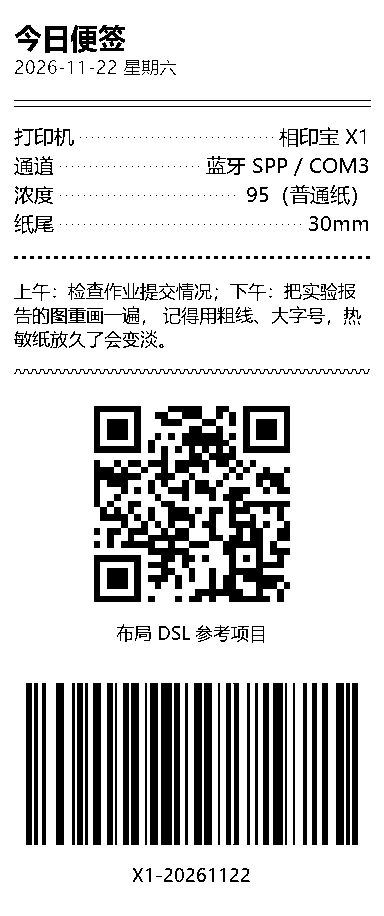 今日便签
2026-11-22 星期六
打印机 相印宝 X1
通道 蓝牙 SPP / COM3
浓度 95（普通纸）
纸尾 30mm
上午：检查作业提交情况；下午：把实验报
告的图重画一遍， 记得用粗线、大字号，热
敏纸放久了会变淡。
布局 DSL 参考项目
X1-20261122